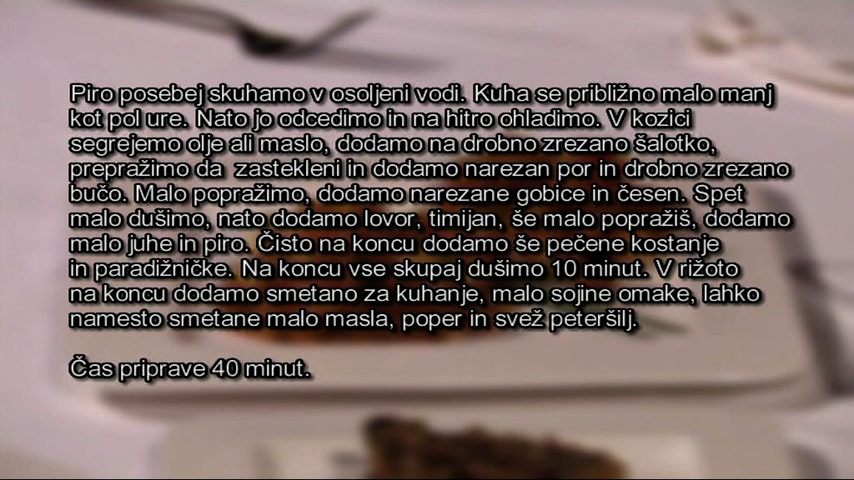 Piro posebej skuhamo v osoljeni vodi. Kuha se približno malo manj
kot pol ure. Nato jo odcedimo in na hitro ohladimo. V kozici
segrejemo olje ali maslo, dodamo na drobno zrezano šalotko,
prepražimo da  zastekleni in dodamo narezan por in drobno zrezano
bučo. Malo popražimo, dodamo narezane gobice in česen. Spet
malo dušimo, nato dodamo lovor, timijan, še malo popražiš, dodamo
malo juhe in piro. Čisto na koncu dodamo še pečene kostanje
in paradižničke. Na koncu vse skupaj dušimo 10 minut. V rižoto
na koncu dodamo smetano za kuhanje, malo sojine omake, lahko
namesto smetane malo masla, poper in svež peteršilj.
Čas priprave 40 minut.